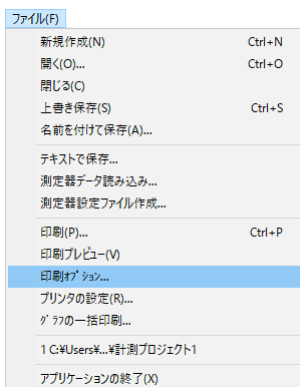 ファイル(F)
新規作成(N) Ctrl+N
開く(O)... Ctrl+O
閉じる(C)
上書き保存(S) Ctrl+S
名前を付けて保存(A)...
テキストで保存...
測定器データ読み込み...
測定器設定ファイル作成...
印刷(P)... Ctrl+P
印刷プレビュー(V)
印刷ｵﾌﾟｼｮﾝ...
プリンタの設定(R)...
ｸﾞﾗﾌの一括印刷...
1 C:¥Users¥...¥計測プロジェクト1
アプリケーションの終了(X)